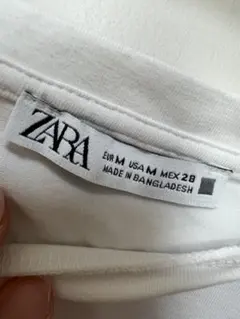 ZARA
EUR M USA M MEX 28
MADE IN BANGLADESH